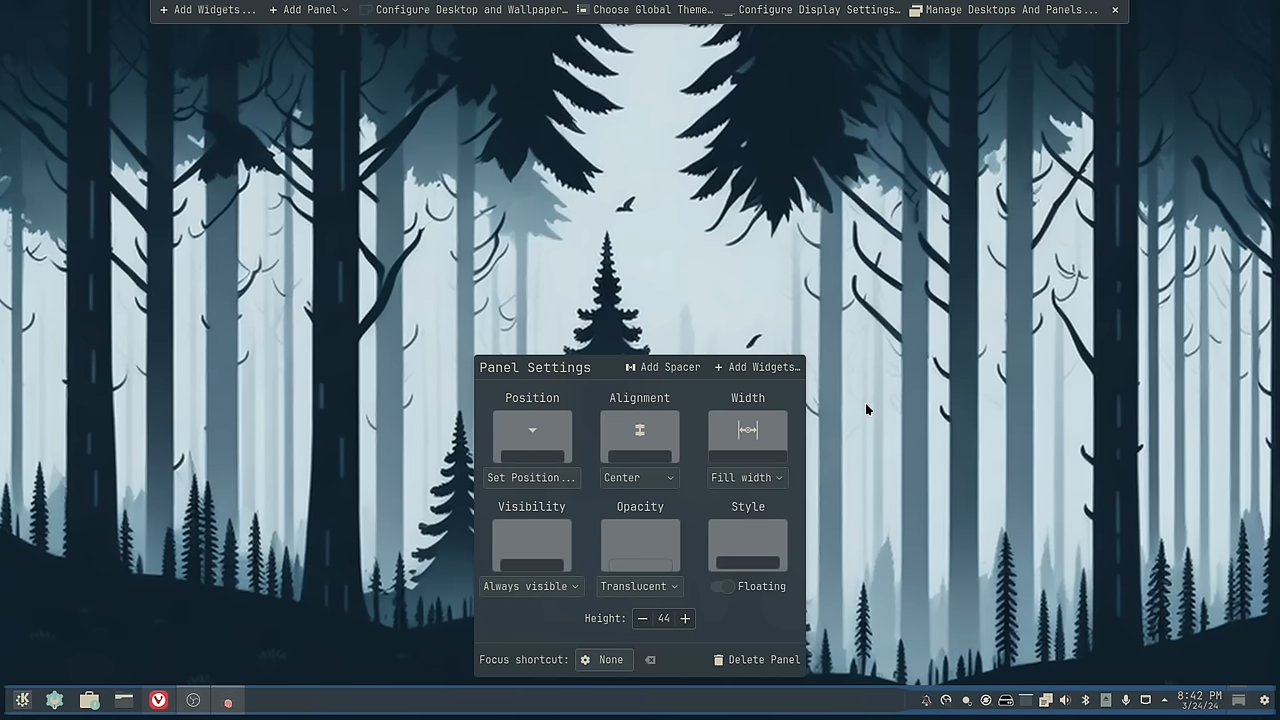 Add Widgets... Add Panel Configure Desktop and Wallpaper… Choose Global Theme… Configure Display Settings… Manage Desktops And Panels...
Panel Settings Add Spacer Add Widgets…
Position Alignment Width
Set Position... Center Fill width
Visibility Opacity Style
Always visible Translucent Floating
Height: 44
Focus shortcut: None Delete Panel
8:42 PM
3/24/24